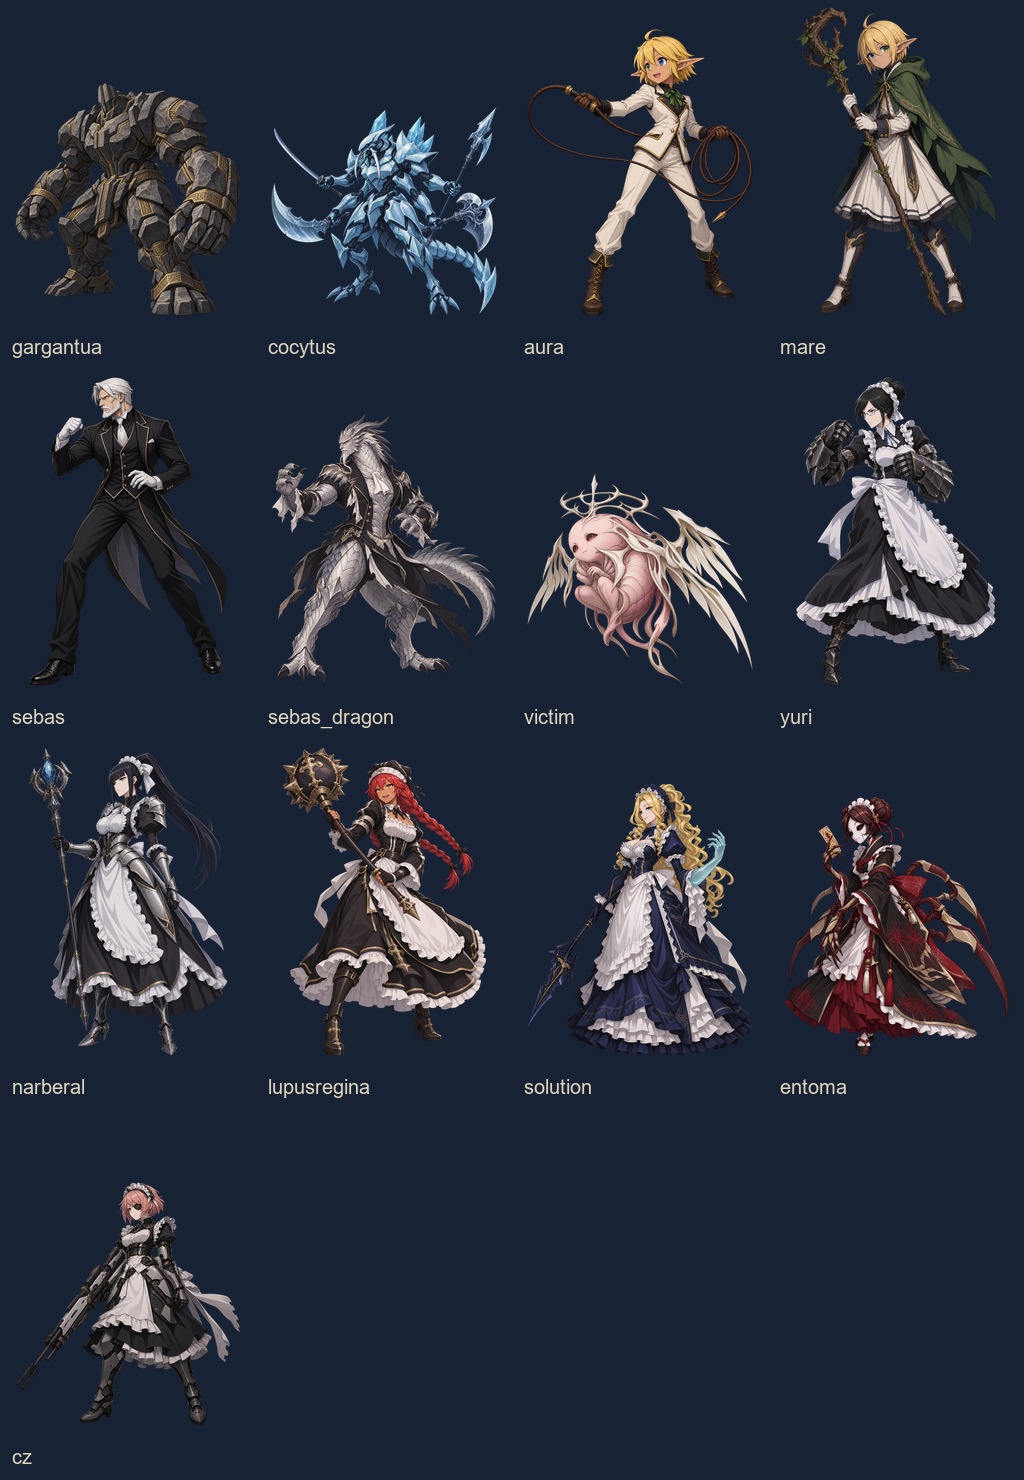 gargantua
cocytus
aura
mare
sebas
sebas_dragon
victim
yuri
narberal
lupusregina
solution
entoma
cz